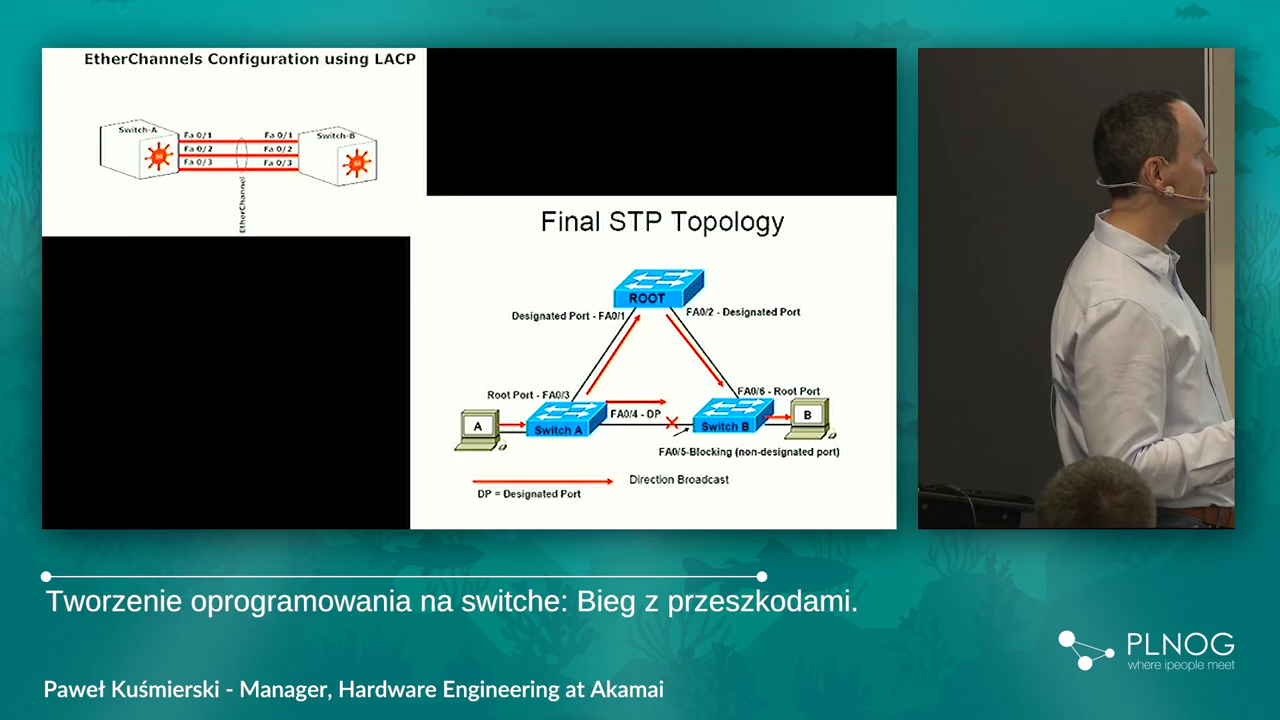 EtherChannels Configuration using LACP
Switch-A
Fa 0/1
Fa 0/1
Switch-B
Fa 0/2
Fa 0/2
Fa 0/3
Fa 0/3
EtherChannel
Final STP Topology
ROOT
Designated Port - FA0/1
FA0/2 - Designated Port
Root Port - FA0/3
FA0/6 - Root Port
A
Switch A
FA0/4 - DP
Switch B
B
FA0/5-Blocking (non-designated port)
Direction Broadcast
DP = Designated Port
Tworzenie oprogramowania na switche: Bieg z przeszkodami.
PLNOG
where ipeople meet
Paweł Kuśmierski - Manager, Hardware Engineering at Akamai